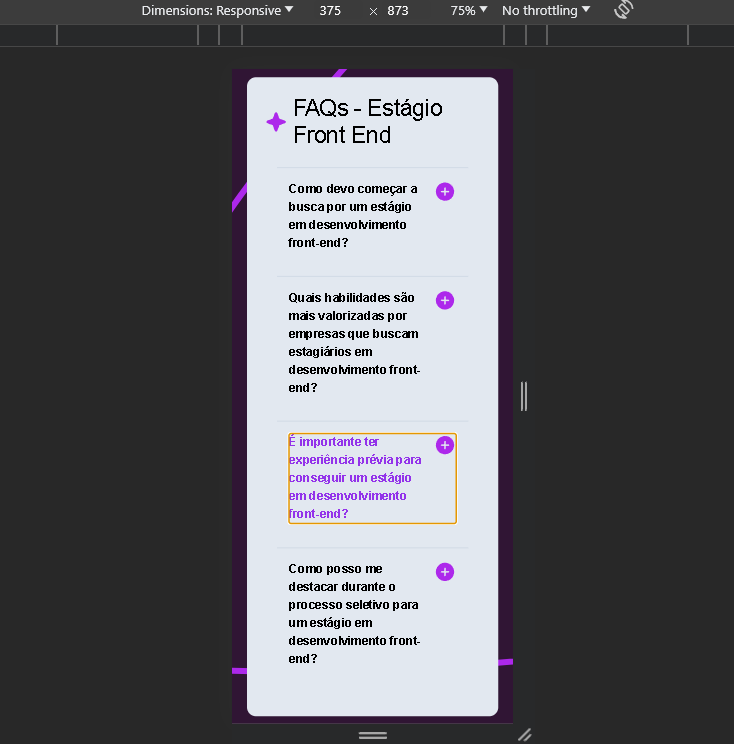 Dimensions: Responsive 375 × 873 75% No throttling
FAQs - Estágio
Front End
Como devo começar a
busca por um estágio
em desenvolvimento
front-end?
Quais habilidades são
mais valorizadas por
empresas que buscam
estagiários em
desenvolvimento front-
end?
É importante ter
experiência prévia para
conseguir um estágio
em desenvolvimento
front-end?
Como posso me
destacar durante o
processo seletivo para
um estágio em
desenvolvimento front-
end?